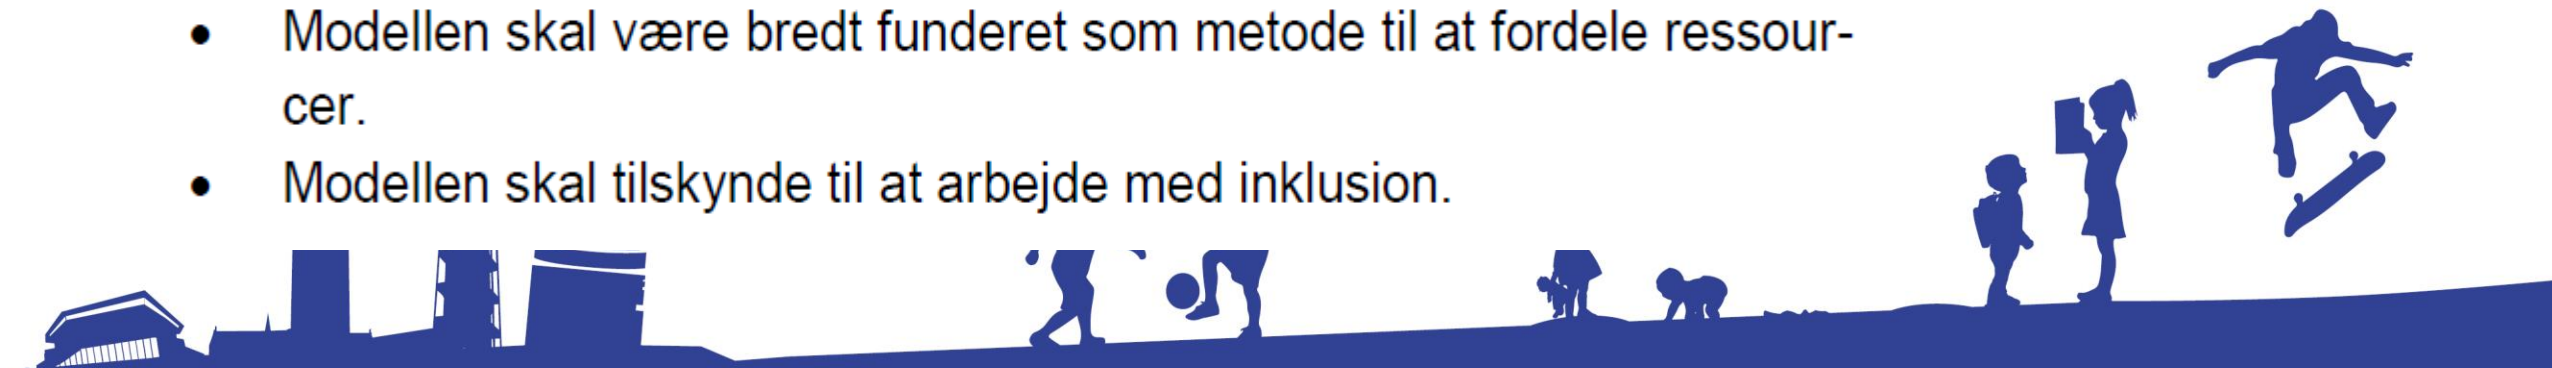 • Modellen skal være bredt funderet som metode til at fordele ressour-
cer.
• Modellen skal tilskynde til at arbejde med inklusion.